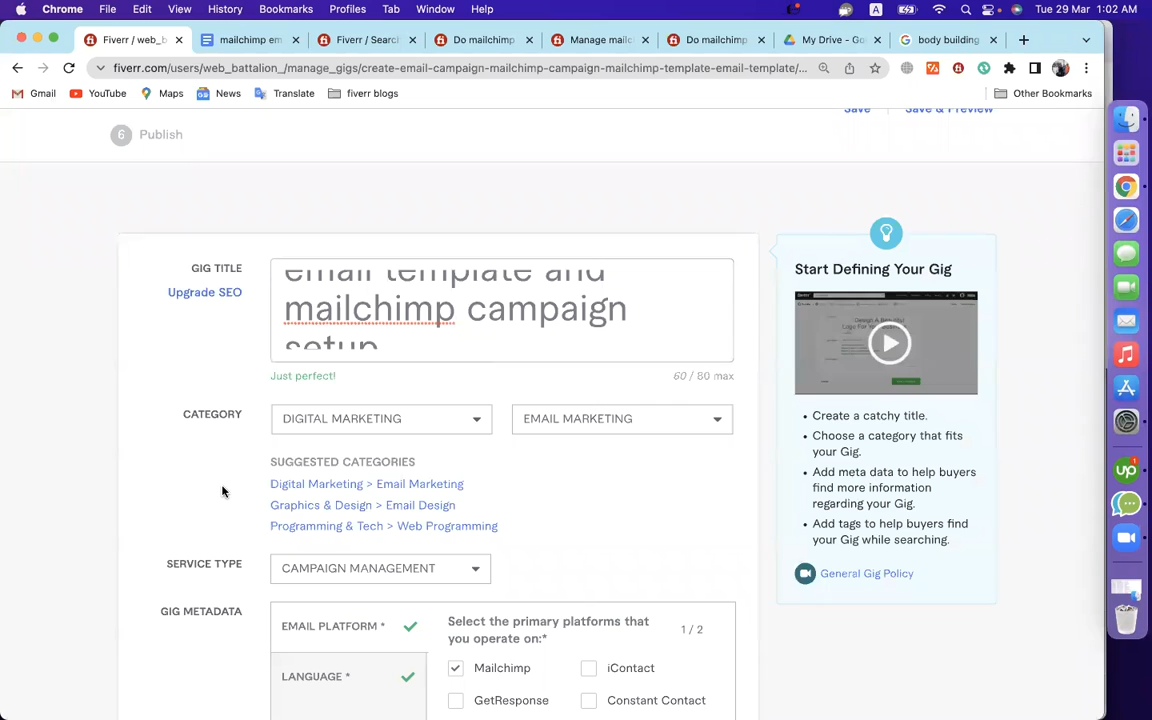 Chrome File Edit View History Bookmarks Profiles Tab Window Help A Tue 29 Mar 1:02 AM
Fiverr / web_b mailchimp em Fiverr / Searc Do mailchimp Manage mailc Do mailchimp My Drive - Go body building
fiverr.com/users/web_battalion_/manage_gigs/create-email-campaign-mailchimp-campaign-mailchimp-template-email-template/...
Gmail YouTube Maps News Translate fiverr blogs Other Bookmarks
Save Save & Preview
6 Publish
GIG TITLE
Upgrade SEO
email template and
mailchimp campaign
setup
Just perfect! 60 / 80 max
CATEGORY
DIGITAL MARKETING
EMAIL MARKETING
SUGGESTED CATEGORIES
Digital Marketing > Email Marketing
Graphics & Design > Email Design
Programming & Tech > Web Programming
SERVICE TYPE
CAMPAIGN MANAGEMENT
GIG METADATA
EMAIL PLATFORM *
LANGUAGE *
Select the primary platforms that
you operate on:*
1 / 2
Mailchimp iContact
GetResponse Constant Contact
Start Defining Your Gig
• Create a catchy title.
• Choose a category that fits
your Gig.
• Add meta data to help buyers
find more information
regarding your Gig.
• Add tags to help buyers find
your Gig while searching.
General Gig Policy
up
1